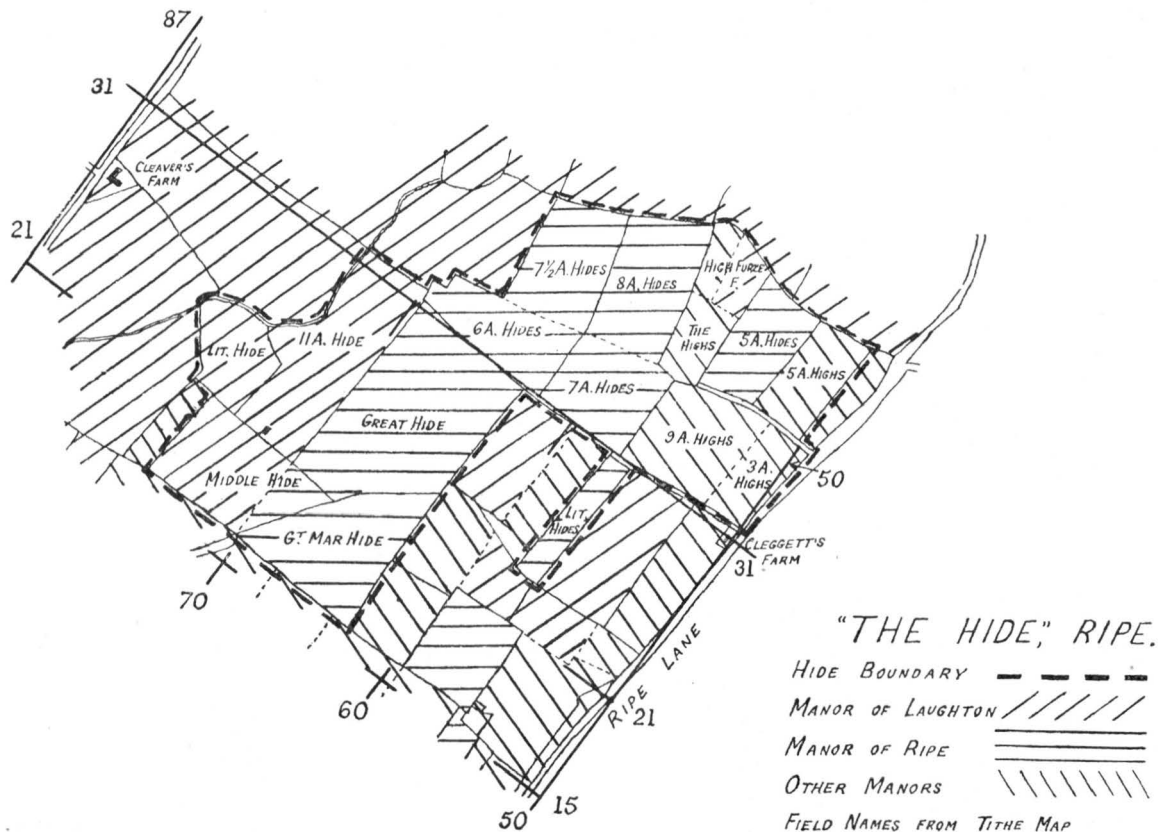 87
31
CLEAVER'S
FARM
21
7½A. HIDES
8A. HIDES
HIGH FURZE
F.
6A. HIDES
THE
HIGHS
5A. HIDES
5A. HIGHS
LIT. HIDE
11A. HIDE
7A. HIDES
GREAT HIDE
9A. HIGHS
3A.
HIGHS
50
MIDDLE HIDE
LIT.
HIDES
GT MAR HIDE
CLEGGETT'S
FARM
31
70
60
RIPE LANE
21
50
15
"THE HIDE," RIPE.
HIDE BOUNDARY
MANOR OF LAUGHTON
MANOR OF RIPE
OTHER MANORS
FIELD NAMES FROM TITHE MAP